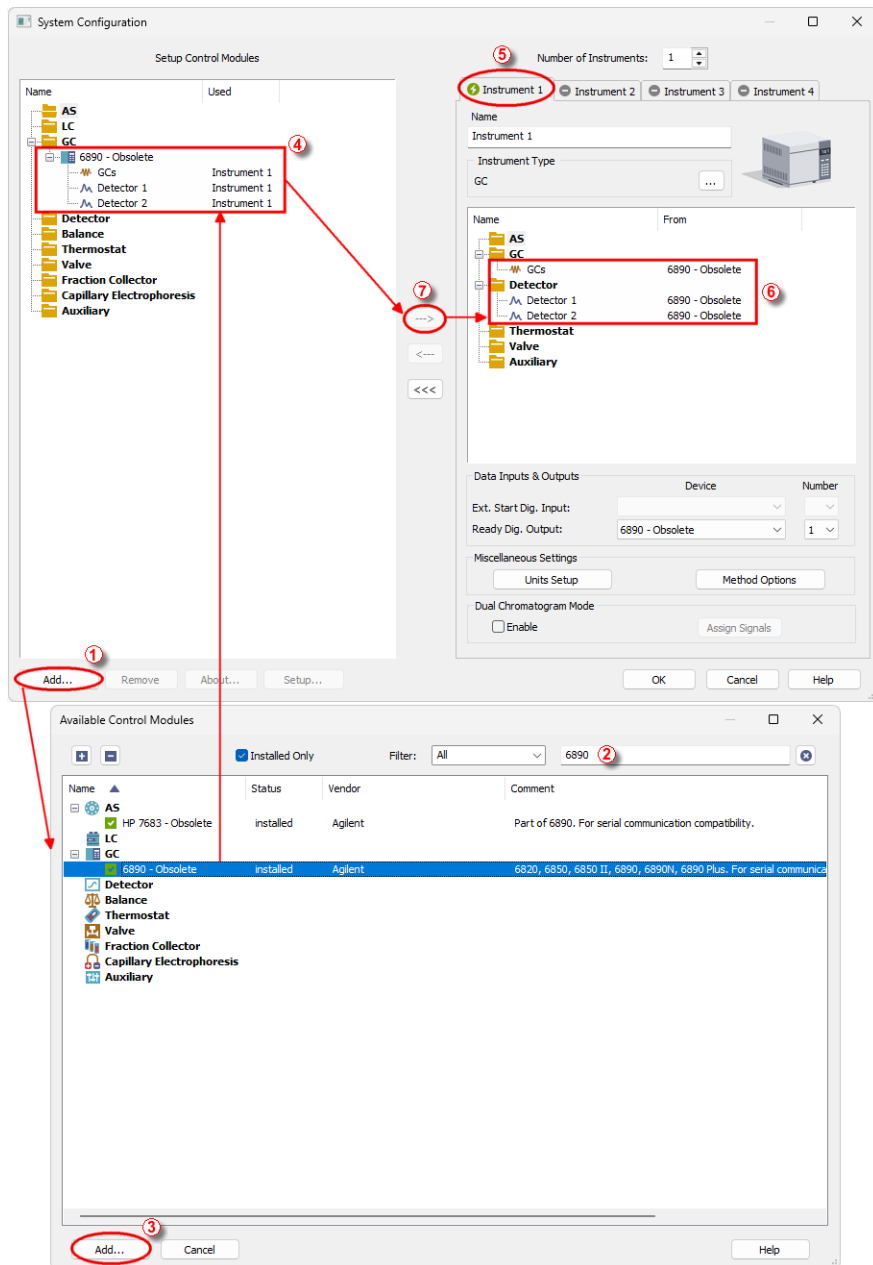 System Configuration
Setup Control Modules
⑤
Number of Instruments: 1
Name Used
AS
LC
GC
④
6890 - Obsolete
GCs Instrument 1
Detector 1 Instrument 1
Detector 2 Instrument 1
Detector
Balance
Thermostat
Valve
Fraction Collector
Capillary Electrophoresis
Auxiliary
⑦
--->
<---
<<<
Instrument 1 Instrument 2 Instrument 3 Instrument 4
Name
Instrument 1
Instrument Type
GC ...
Name From
AS
GC
GCs 6890 - Obsolete
Detector
⑥
Detector 1 6890 - Obsolete
Detector 2 6890 - Obsolete
Thermostat
Valve
Auxiliary
Data Inputs & Outputs
Device Number
Ext. Start Dig. Input:
Ready Dig. Output: 6890 - Obsolete 1
Miscellaneous Settings
Units Setup Method Options
Dual Chromatogram Mode
Enable Assign Signals
①
Add... Remove About... Setup...
OK Cancel Help
Available Control Modules
Installed Only Filter: All 6890 ②
Name Status Vendor Comment
AS
HP 7683 - Obsolete installed Agilent Part of 6890. For serial communication compatibility.
LC
GC
6890 - Obsolete installed Agilent 6820, 6850, 6850 II, 6890, 6890N, 6890 Plus. For serial communica
Detector
Balance
Thermostat
Valve
Fraction Collector
Capillary Electrophoresis
Auxiliary
③
Add... Cancel Help